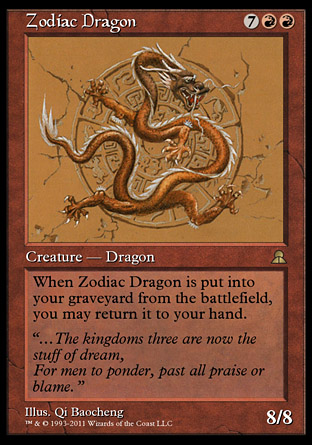 Zodiac Dragon 7
Creature — Dragon
When Zodiac Dragon is put
into your graveyard from the battlefield,
you may return it to your hand.
“...The kingdoms three are now the
stuff of dream,
For men to ponder, past all praise or
blame.”
Illus. Qi Baocheng
™ & © 1993-2011 Wizards of the Coast LLC
8/8